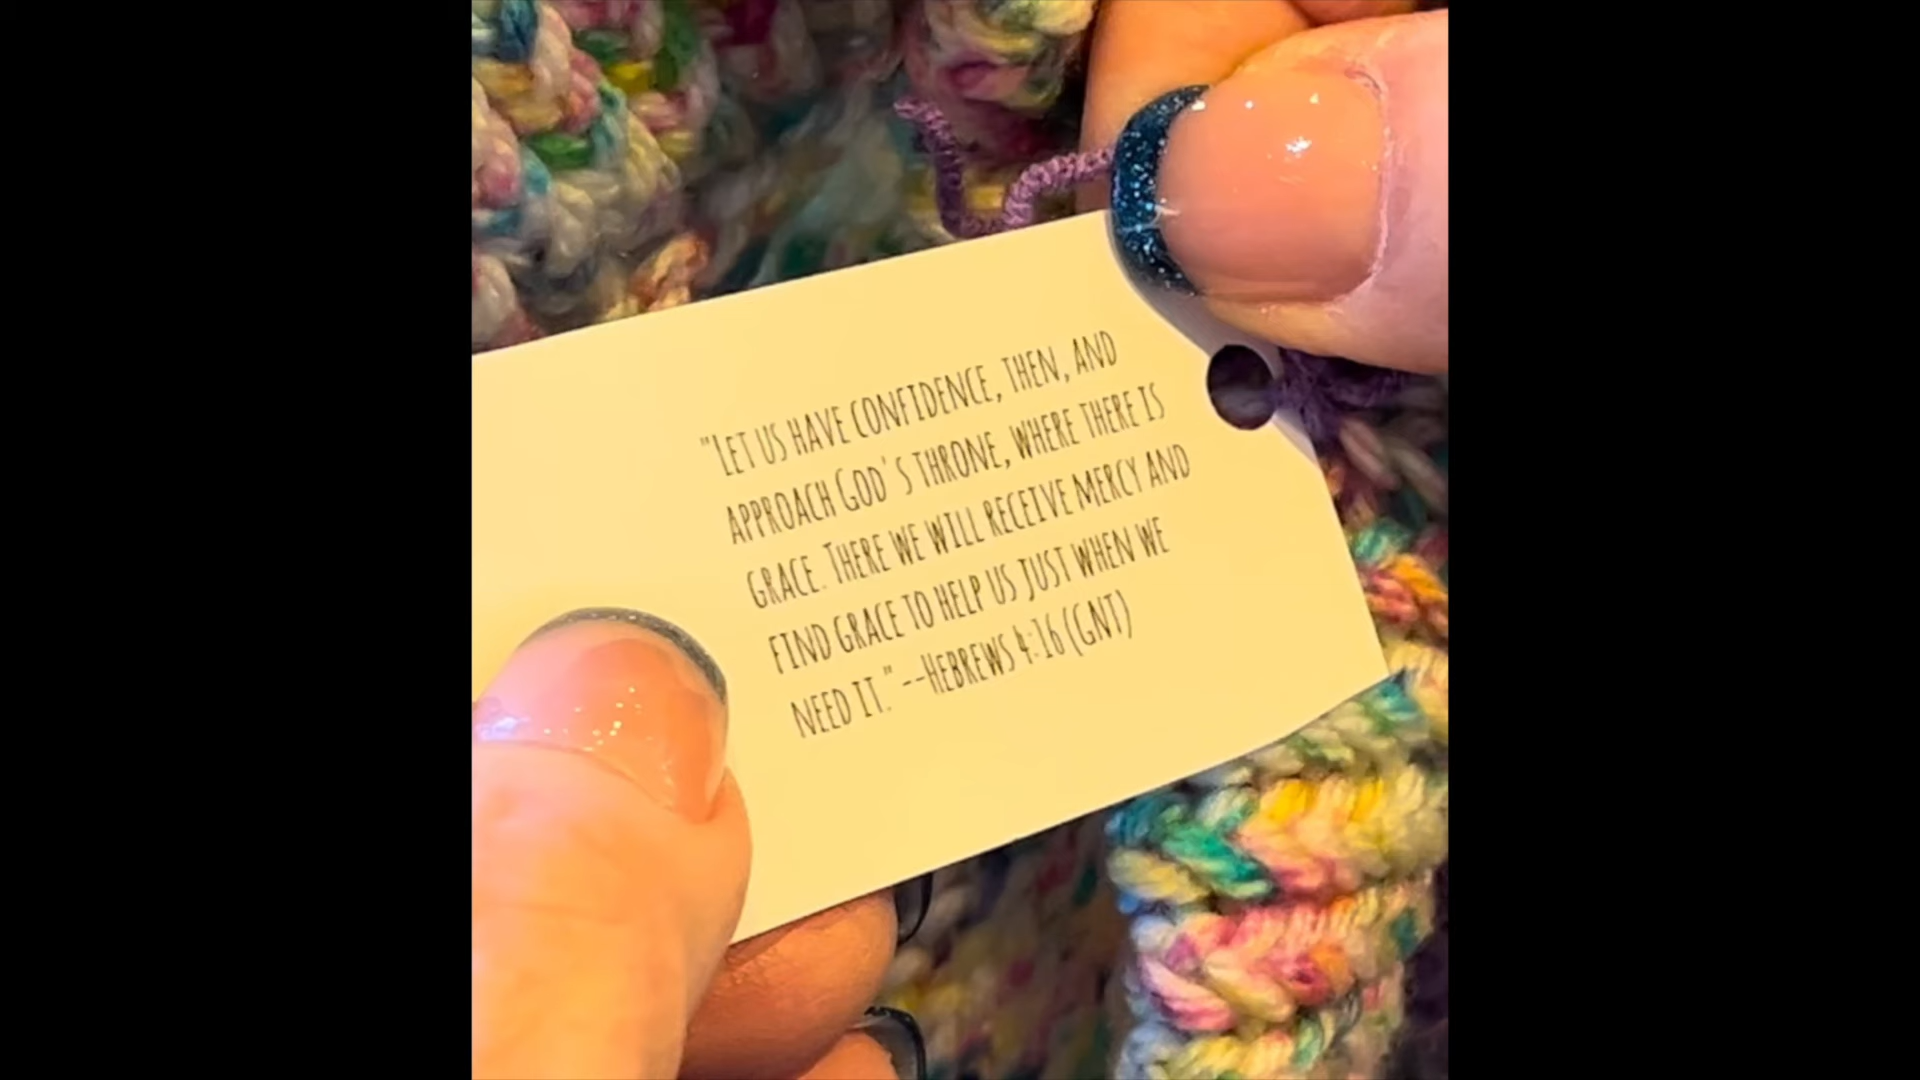 "Let us have confidence, then, and
approach God's throne, where there is
grace. There we will receive mercy and
find grace to help us just when we
need it." --Hebrews 4:16 (GNT)